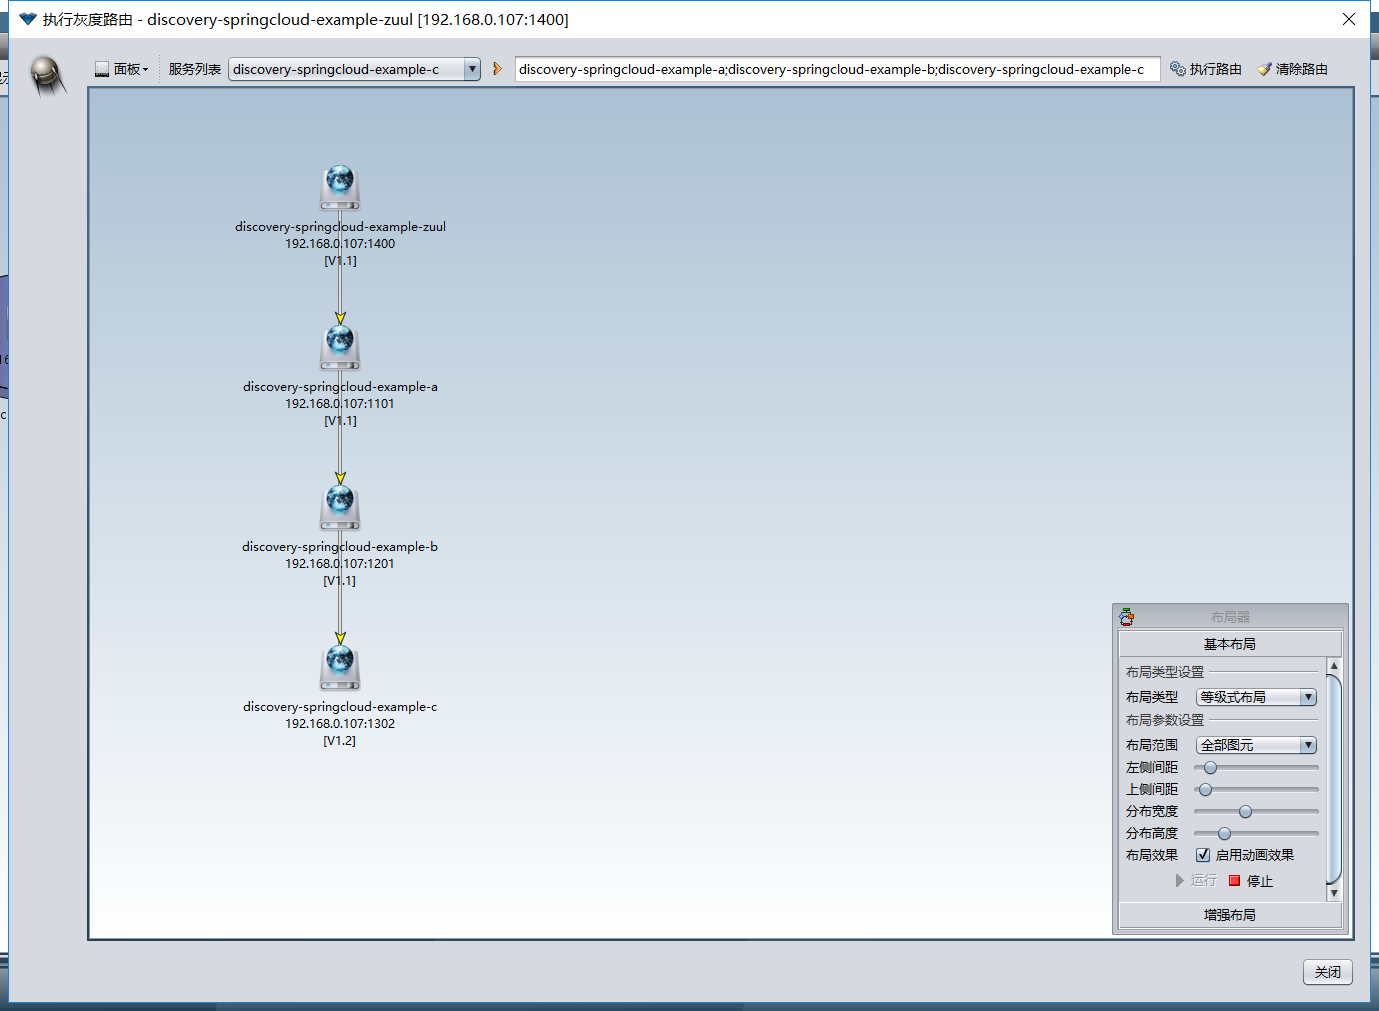 执行灰度路由 - discovery-springcloud-example-zuul [192.168.0.107:1400]
面板 服务列表 discovery-springcloud-example-c discovery-springcloud-example-a;discovery-springcloud-example-b;discovery-springcloud-example-c 执行路由 清除路由
discovery-springcloud-example-zuul
192.168.0.107:1400
[V1.1]
discovery-springcloud-example-a
192.168.0.107:1101
[V1.1]
discovery-springcloud-example-b
192.168.0.107:1201
[V1.1]
discovery-springcloud-example-c
192.168.0.107:1302
[V1.2]
布局器
基本布局
布局类型设置
布局类型 等级式布局
布局参数设置
布局范围 全部图元
左侧间距
上侧间距
分布宽度
分布高度
布局效果 启用动画效果
运行 停止
增强布局
关闭